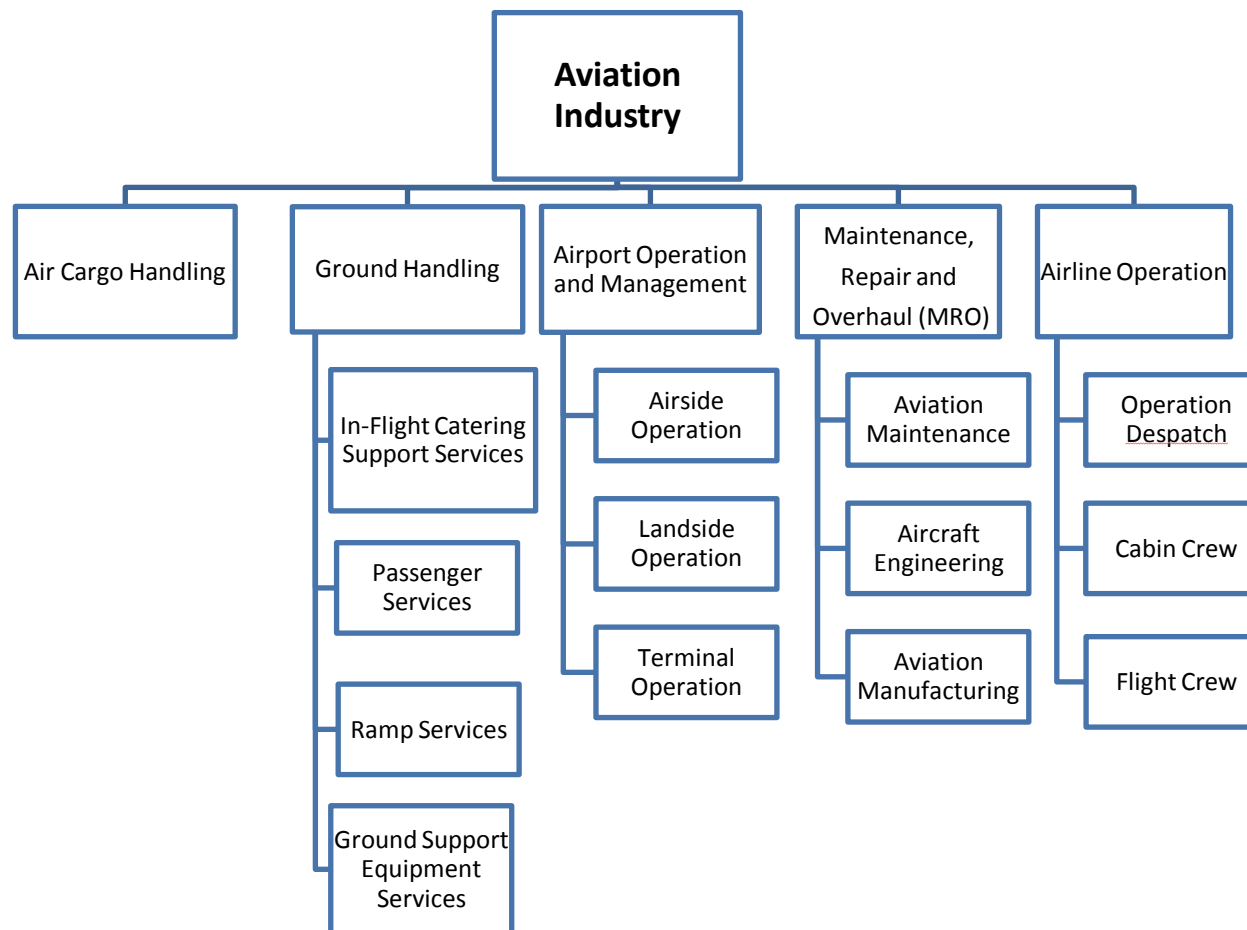 Aviation
Industry
Air Cargo Handling
Ground Handling
Airport Operation
and Management
Maintenance,
Repair and
Overhaul (MRO)
Airline Operation
In-Flight Catering
Support Services
Passenger
Services
Ramp Services
Ground Support
Equipment
Services
Airside
Operation
Landside
Operation
Terminal
Operation
Aviation
Maintenance
Aircraft
Engineering
Aviation
Manufacturing
Operation
Despatch
Cabin Crew
Flight Crew